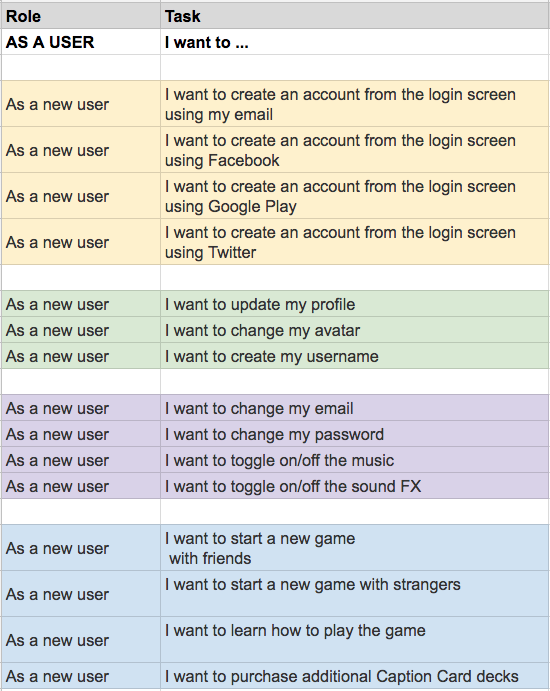 Role Task
AS A USER I want to ...
As a new user I want to create an account from the login screen
using my email
As a new user I want to create an account from the login screen
using Facebook
As a new user I want to create an account from the login screen
using Google Play
As a new user I want to create an account from the login screen
using Twitter
As a new user I want to update my profile
As a new user I want to change my avatar
As a new user I want to create my username
As a new user I want to change my email
As a new user I want to change my password
As a new user I want to toggle on/off the music
As a new user I want to toggle on/off the sound FX
As a new user I want to start a new game
with friends
As a new user I want to start a new game with strangers
As a new user I want to learn how to play the game
As a new user I want to purchase additional Caption Card decks